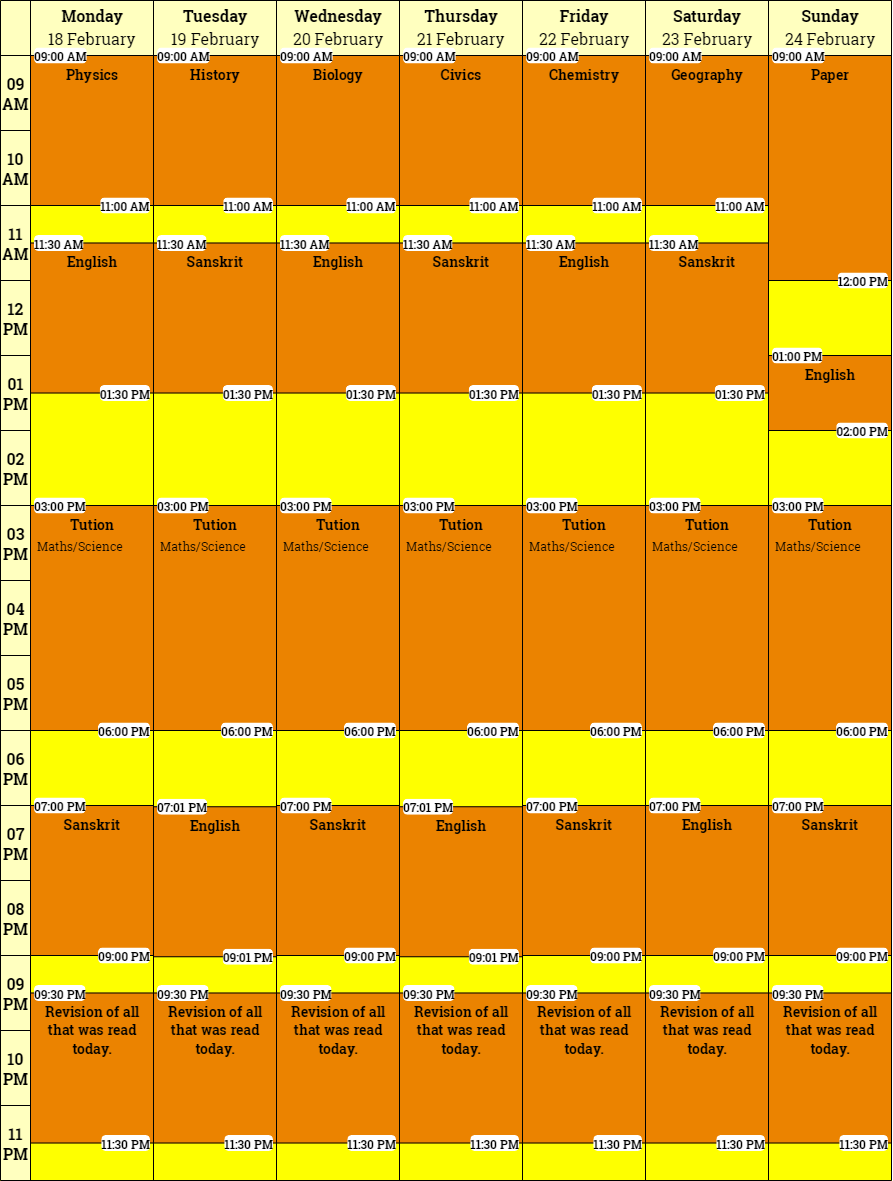 Monday Tuesday Wednesday Thursday Friday Saturday Sunday
18 February 19 February 20 February 21 February 22 February 23 February 24 February
09:00 AM 09:00 AM 09:00 AM 09:00 AM 09:00 AM 09:00 AM 09:00 AM
Physics History Biology Civics Chemistry Geography Paper
09
AM
10
AM
11:00 AM 11:00 AM 11:00 AM 11:00 AM 11:00 AM 11:00 AM
11
AM
11:30 AM 11:30 AM 11:30 AM 11:30 AM 11:30 AM 11:30 AM
English Sanskrit English Sanskrit English Sanskrit
12:00 PM
12
PM
01:00 PM
English
01
PM
01:30 PM 01:30 PM 01:30 PM 01:30 PM 01:30 PM 01:30 PM
02:00 PM
02
PM
03:00 PM 03:00 PM 03:00 PM 03:00 PM 03:00 PM 03:00 PM 03:00 PM
Tution Tution Tution Tution Tution Tution Tution
03
PM
Maths/Science Maths/Science Maths/Science Maths/Science Maths/Science Maths/Science Maths/Science
04
PM
05
PM
06:00 PM 06:00 PM 06:00 PM 06:00 PM 06:00 PM 06:00 PM 06:00 PM
06
PM
07:00 PM 07:01 PM 07:00 PM 07:01 PM 07:00 PM 07:00 PM 07:00 PM
Sanskrit English Sanskrit English Sanskrit English Sanskrit
07
PM
08
PM
09:00 PM 09:01 PM 09:00 PM 09:01 PM 09:00 PM 09:00 PM 09:00 PM
09
PM
09:30 PM 09:30 PM 09:30 PM 09:30 PM 09:30 PM 09:30 PM 09:30 PM
Revision of all Revision of all Revision of all Revision of all Revision of all Revision of all Revision of all
that was read that was read that was read that was read that was read that was read that was read
today. today. today. today. today. today. today.
10
PM
11
PM
11:30 PM 11:30 PM 11:30 PM 11:30 PM 11:30 PM 11:30 PM 11:30 PM